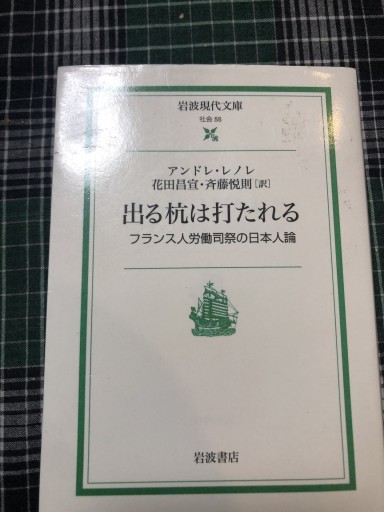 岩波現代文庫
社会 56
アンドレ・レノレ
花田昌宣・斉藤悦則［訳］
出る杭は打たれる
フランス人労働司祭の日本人論
岩波書店